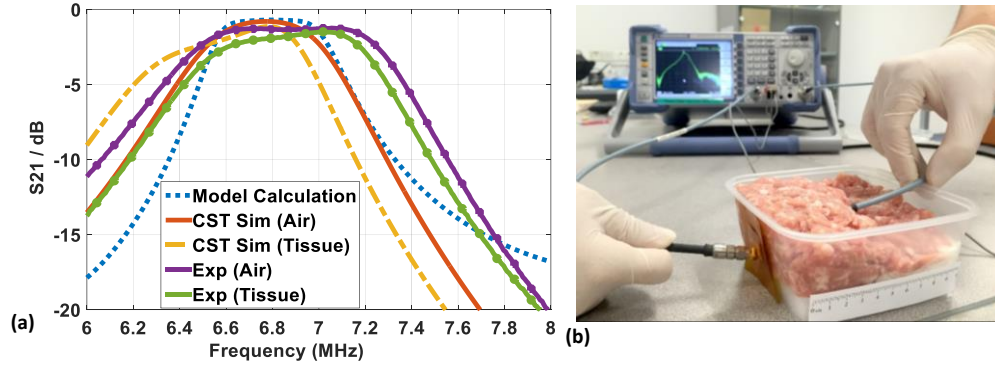 0
-5
-10
-15
-20
S21 / dB
Model Calculation
CST Sim (Air)
CST Sim (Tissue)
Exp (Air)
Exp (Tissue)
6 6.2 6.4 6.6 6.8 7 7.2 7.4 7.6 7.8 8
Frequency (MHz)
(a)
(b)